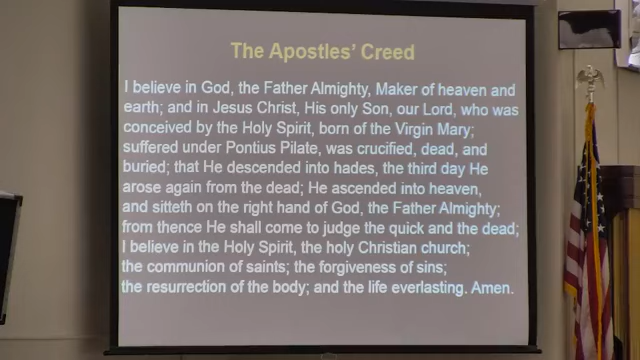 The Apostles' Creed
I believe in God, the Father Almighty, Maker of heaven and
earth; and in Jesus Christ, His only Son, our Lord, who was
conceived by the Holy Spirit, born of the Virgin Mary;
suffered under Pontius Pilate, was crucified, dead, and
buried; that He descended into hades, the third day He
arose again from the dead; He ascended into heaven,
and sitteth on the right hand of God, the Father Almighty;
from thence He shall come to judge the quick and the dead;
I believe in the Holy Spirit, the holy Christian church;
the communion of saints; the forgiveness of sins;
the resurrection of the body; and the life everlasting. Amen.